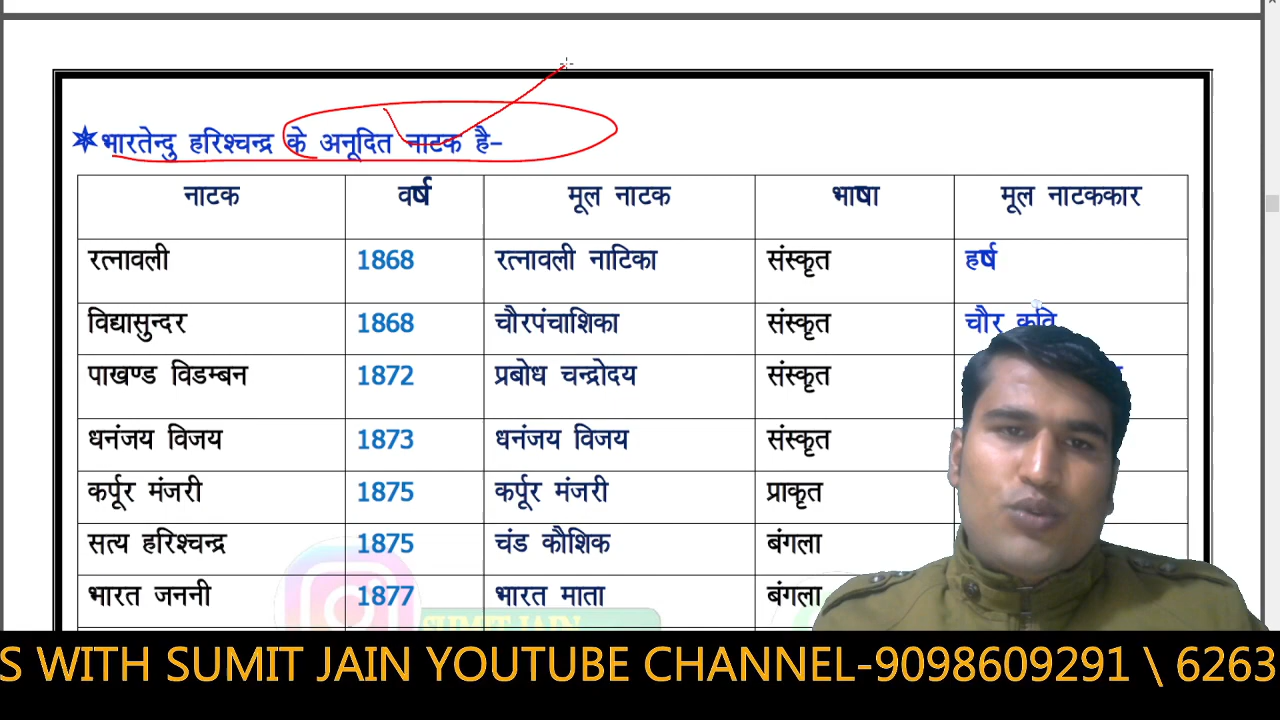 भारतेन्दु हरिश्चन्द्र के अनूदित नाटक है-
नाटक वर्ष मूल नाटक भाषा मूल नाटककार
रत्नावली 1868 रत्नावली नाटिका संस्कृत हर्ष
विद्यासुन्दर 1868 चौरपंचाशिका संस्कृत चौर कवि
पाखण्ड विडम्बन 1872 प्रबोध चन्द्रोदय संस्कृत
धनंजय विजय 1873 धनंजय विजय संस्कृत
कर्पूर मंजरी 1875 कर्पूर मंजरी प्राकृत
सत्य हरिश्चन्द्र 1875 चंड कौशिक बंगला
भारत जननी 1877 भारत माता बंगला
SUMIT JAIN
S WITH SUMIT JAIN YOUTUBE CHANNEL-9098609291 \ 6263